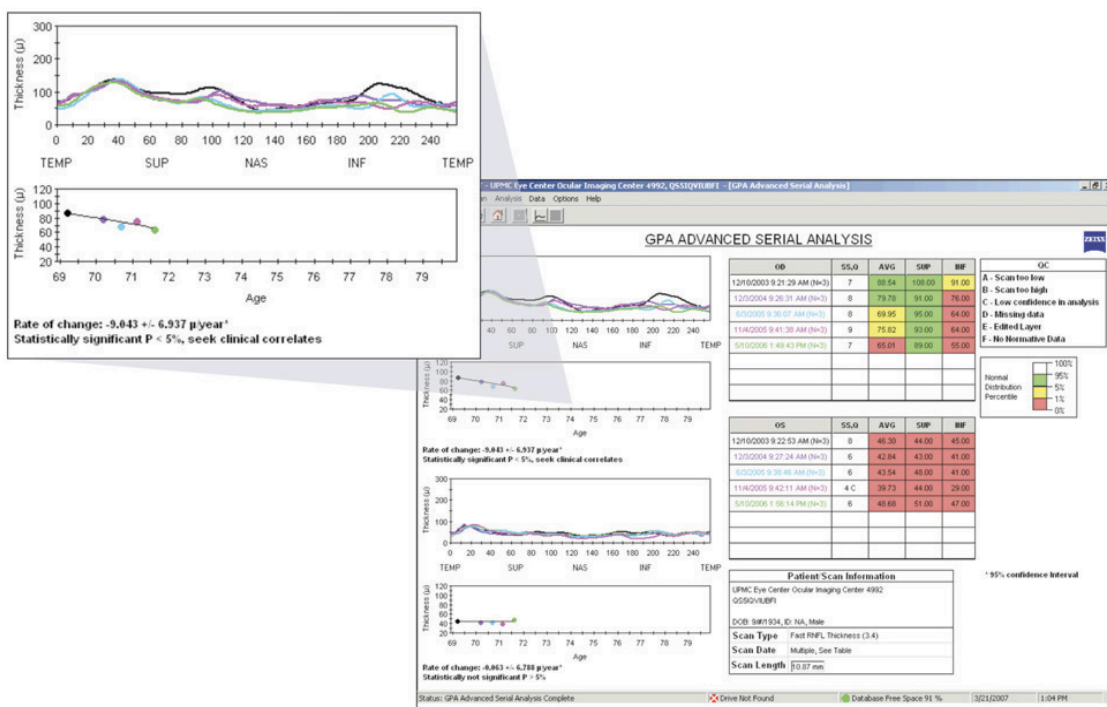 300
200
100
0
Thickness (µ)
0 20 40 60 80 100 120 140 160 180 200 220 240
TEMP SUP NAS INF TEMP
120
100
80
60
40
20
Thickness (µ)
69 70 71 72 73 74 75 76 77 78 79
Age
Rate of change: -9.043 +/- 6.937 µ/year*
Statistically significant P < 5%, seek clinical correlates
- UPMC Eye Center Ocular Imaging Center 4992, QSSIQVIUBFI - [GPA Advanced Serial Analysis]
Analysis Data Options Help
GPA ADVANCED SERIAL ANALYSIS
ZEISS
80 100 120 140 160 180 200 220 240
SUP NAS INF TEMP
120
100
80
60
40
20
Thickness (µ)
69 70 71 72 73 74 75 76 77 78 79
Age
Rate of change: -9.043 +/- 6.937 µ/year*
Statistically significant P < 5%, seek clinical correlates
300
200
100
0
Thickness (µ)
0 20 40 60 80 100 120 140 160 180 200 220 240
TEMP SUP NAS INF TEMP
120
100
80
60
40
20
Thickness (µ)
69 70 71 72 73 74 75 76 77 78 79
Age
Rate of change: -0.063 +/- 6.788 µ/year*
Statistically not significant P > 5%
OD SS,Q AVG SUP INF
12/10/2003 9:21:29 AM (N=3) 7 88.54 108.00 91.00
12/3/2004 9:26:31 AM (N=3) 8 79.78 91.00 76.00
6/3/2005 9:36:07 AM (N=3) 8 69.95 95.00 64.00
11/4/2005 9:41:38 AM (N=3) 9 75.82 93.00 64.00
5/10/2006 1:49:43 PM (N=3) 7 65.01 89.00 55.00
OS SS,Q AVG SUP INF
12/10/2003 9:22:53 AM (N=3) 8 46.30 44.00 45.00
12/3/2004 9:27:24 AM (N=3) 6 42.84 43.00 41.00
6/3/2005 9:38:46 AM (N=3) 6 43.54 48.00 41.00
11/4/2005 9:42:11 AM (N=3) 4 C 39.73 44.00 29.00
5/10/2006 1:56:14 PM (N=3) 6 48.68 51.00 47.00
QC
A - Scan too low
B - Scan too high
C - Low confidence in analysis
D - Missing data
E - Edited Layer
F - No Normative Data
Normal
Distribution
Percentile
100%
95%
5%
1%
0%
* 95% confidence Interval
Patient/Scan Information
UPMC Eye Center Ocular Imaging Center 4992
QSSIQVIUBFI
DOB: 9/#/1934, ID: NA, Male
Scan Type Fast RNFL Thickness (3.4)
Scan Date Multiple, See Table
Scan Length 10.87 mm
Status: GPA Advanced Serial Analysis Complete
Drive Not Found
Database Free Space 91 %
3/21/2007
1:04 PM